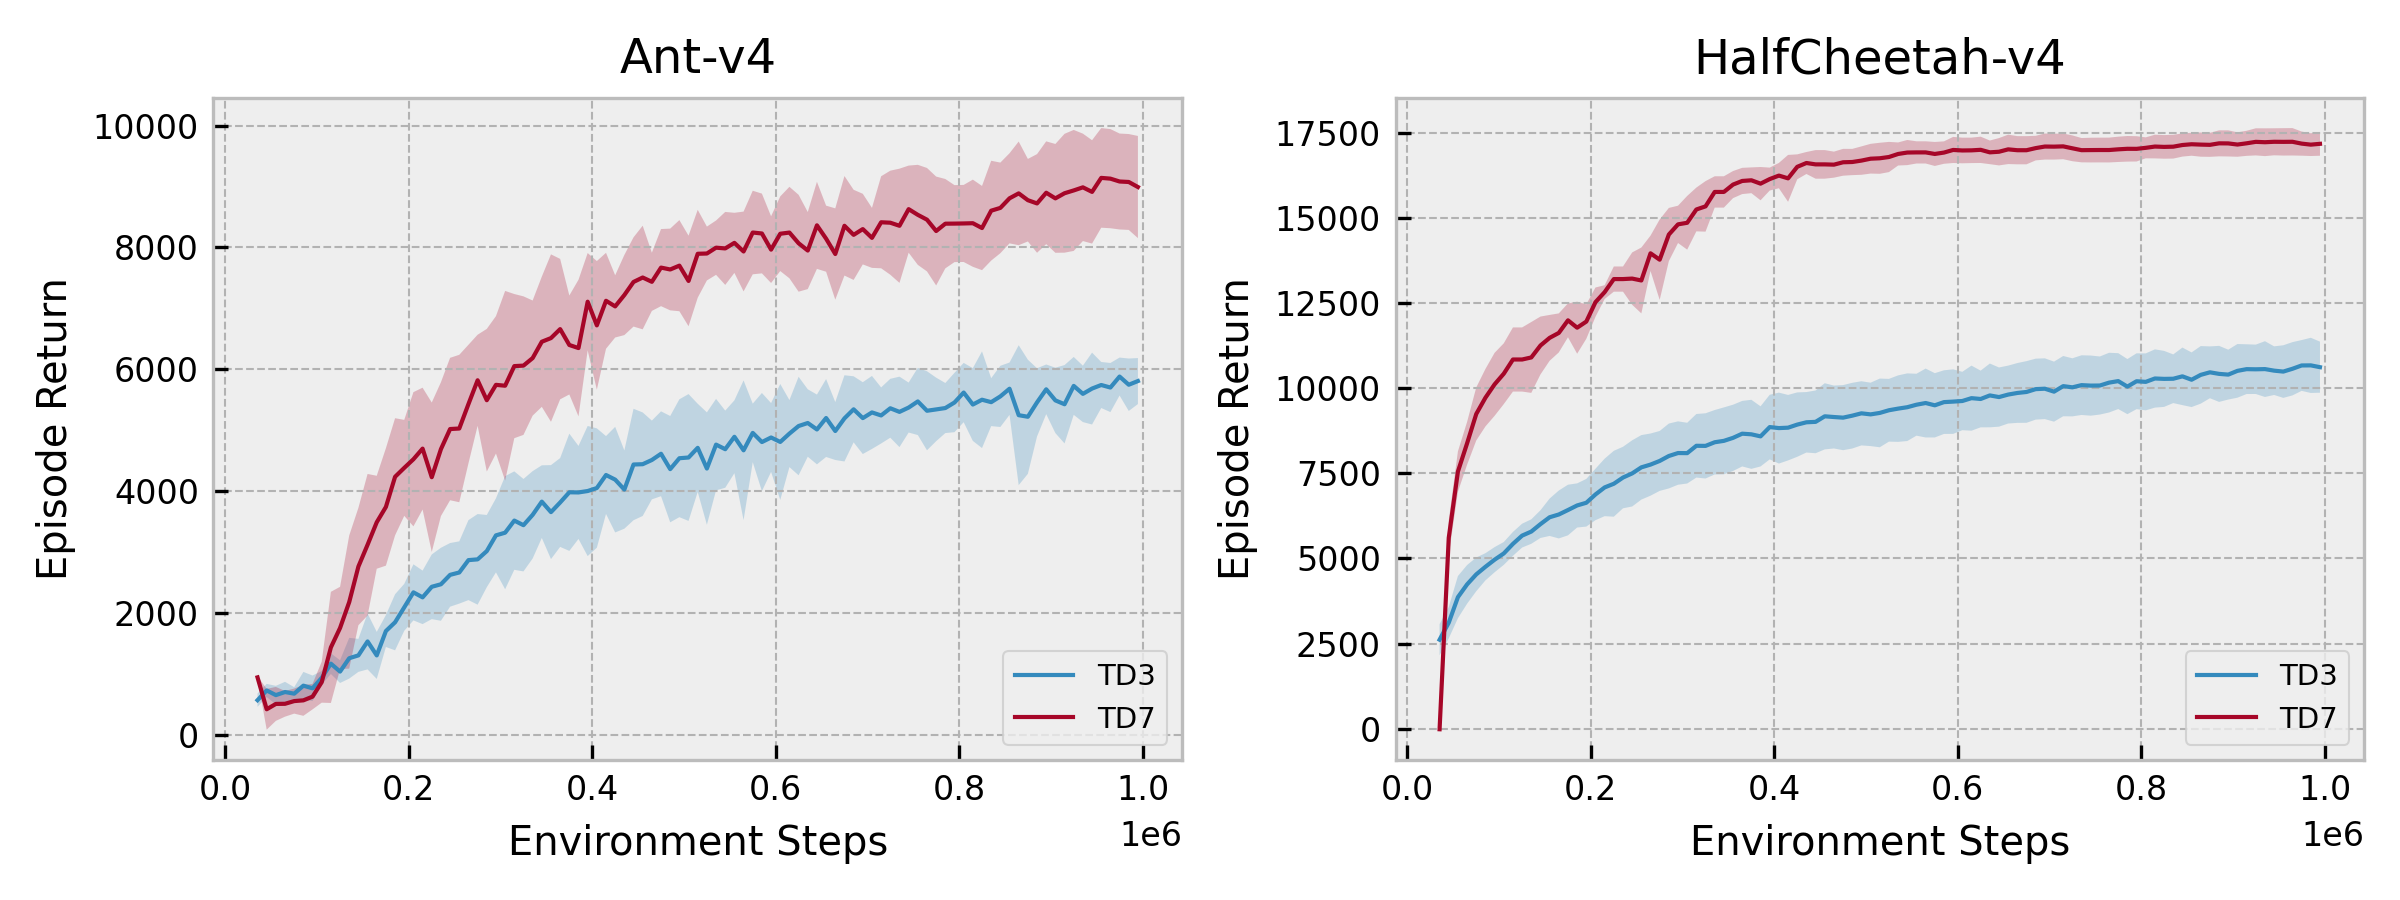 Ant-v4
Episode Return
10000
8000
6000
4000
2000
0
0.0 0.2 0.4 0.6 0.8 1.0
1e6
Environment Steps
TD3
TD7
HalfCheetah-v4
Episode Return
17500
15000
12500
10000
7500
5000
2500
0
0.0 0.2 0.4 0.6 0.8 1.0
1e6
Environment Steps
TD3
TD7